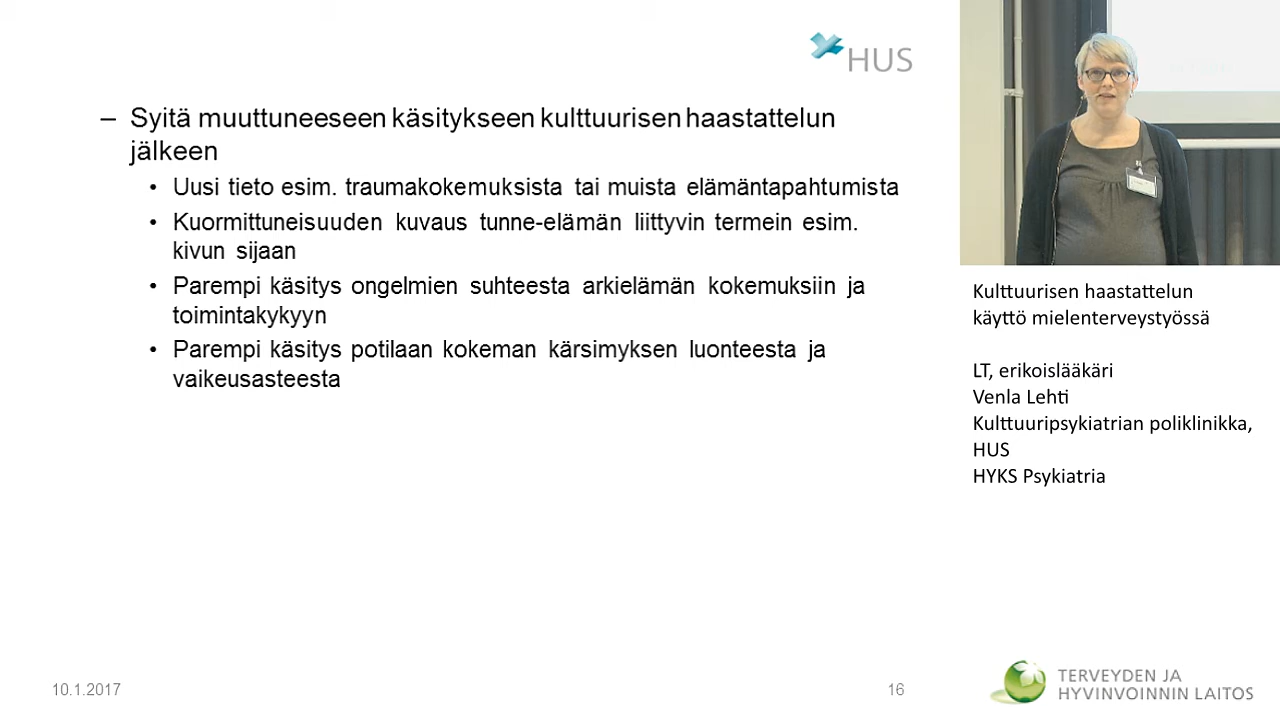 HUS
– Syitä muuttuneeseen käsitykseen kulttuurisen haastattelun
jälkeen
• Uusi tieto esim. traumakokemuksista tai muista elämäntapahtumista
• Kuormittuneisuuden kuvaus tunne-elämän liittyvin termein esim.
kivun sijaan
• Parempi käsitys ongelmien suhteesta arkielämän kokemuksiin ja
toimintakykyyn
• Parempi käsitys potilaan kokeman kärsimyksen luonteesta ja
vaikeusasteesta
Kulttuurisen haastattelun
käyttö mielenterveystyössä
LT, erikoislääkäri
Venla Lehti
Kulttuuripsykiatrian poliklinikka,
HUS
HYKS Psykiatria
10.1.2017
16
TERVEYDEN JA
HYVINVOINNIN LAITOS